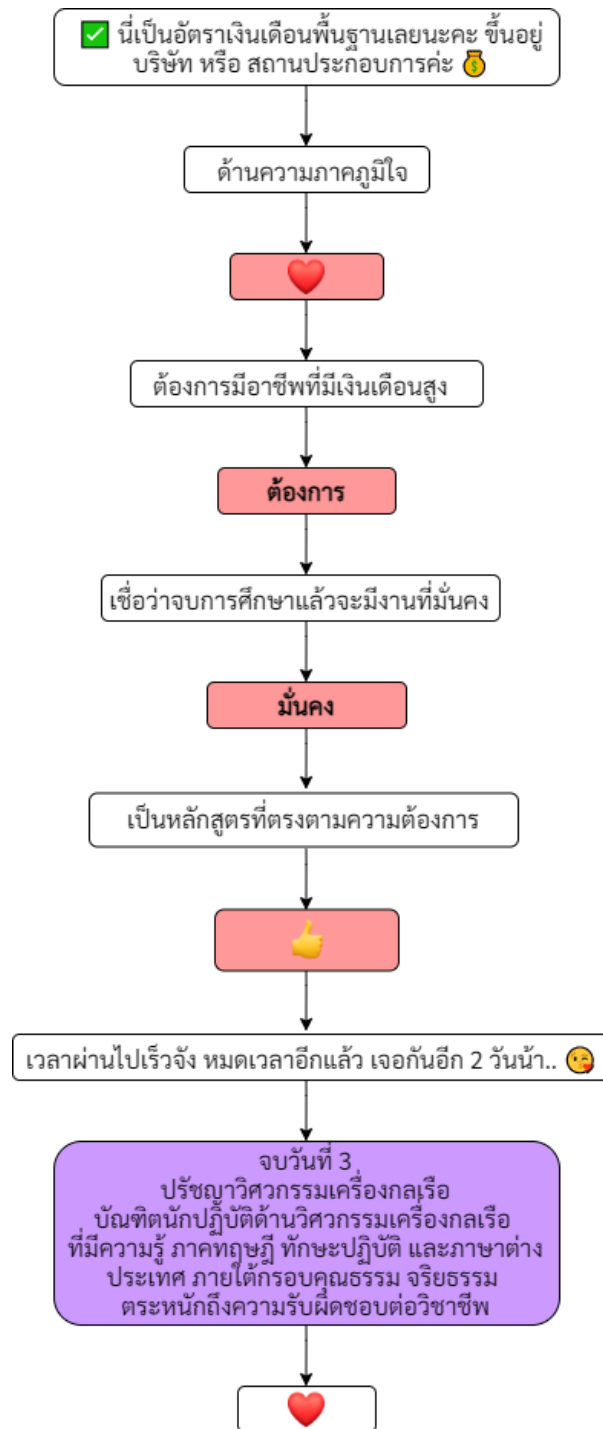 ✅ นี่เป็นอัตราเงินเดือนพื้นฐานเลยนะคะ ขึ้นอยู่
บริษัท หรือ สถานประกอบการค่ะ 💰
ด้านความภาคภูมิใจ
❤️
ต้องการมีอาชีพที่มีเงินเดือนสูง
ต้องการ
เชื่อว่าจบการศึกษาแล้วจะมีงานที่มั่นคง
มั่นคง
เป็นหลักสูตรที่ตรงตามความต้องการ
👍
เวลาผ่านไปเร็วจัง หมดเวลาอีกแล้ว เจอกันอีก 2 วันน้า.. 😘
จบวันที่ 3
ปรัชญาวิศวกรรมเครื่องกลเรือ
บัณฑิตนักปฏิบัติด้านวิศวกรรมเครื่องกลเรือ
ที่มีความรู้ ภาคทฤษฎี ทักษะปฏิบัติ และภาษาต่าง
ประเทศ ภายใต้กรอบคุณธรรม จริยธรรม
ตระหนักถึงความรับผิดชอบต่อวิชาชีพ
❤️